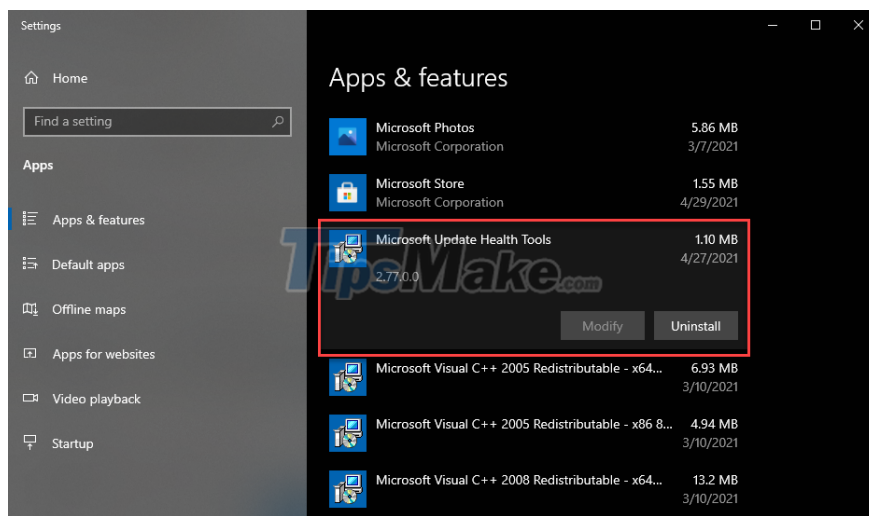 Settings
Home
Find a setting
Apps
Apps & features
Default apps
Offline maps
Apps for websites
Video playback
Startup
Apps & features
Microsoft Photos 5.86 MB
Microsoft Corporation 3/7/2021
Microsoft Store 1.55 MB
Microsoft Corporation 4/29/2021
Microsoft Update Health Tools 1.10 MB
4/27/2021
2.77.0.0
TipsMake.com
Modify Uninstall
Microsoft Visual C++ 2005 Redistributable - x64... 6.93 MB
3/10/2021
Microsoft Visual C++ 2005 Redistributable - x86 8... 4.94 MB
3/10/2021
Microsoft Visual C++ 2008 Redistributable - x64... 13.2 MB
3/10/2021